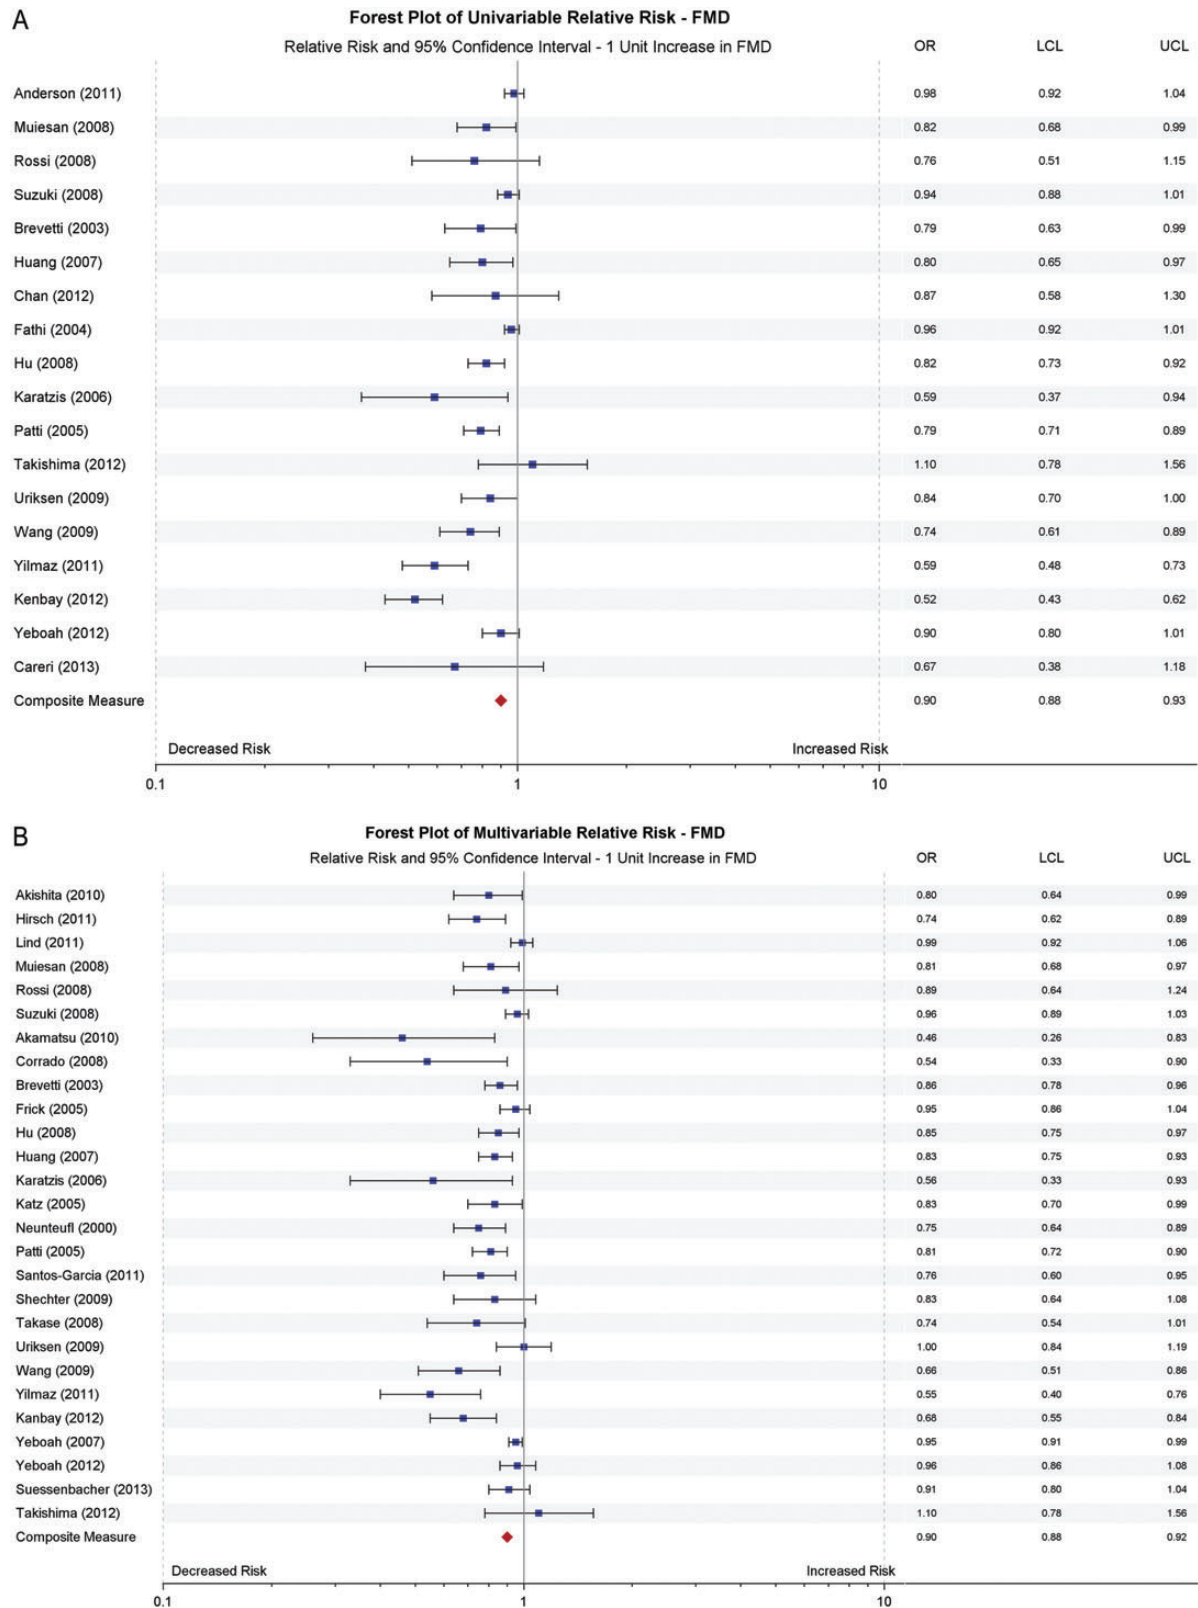 A
Forest Plot of Univariable Relative Risk - FMD
Relative Risk and 95% Confidence Interval - 1 Unit Increase in FMD OR LCL UCL
Anderson (2011) 0.98 0.92 1.04
Muiesan (2008) 0.82 0.68 0.99
Rossi (2008) 0.76 0.51 1.15
Suzuki (2008) 0.94 0.88 1.01
Brevetti (2003) 0.79 0.63 0.99
Huang (2007) 0.80 0.65 0.97
Chan (2012) 0.87 0.58 1.30
Fathi (2004) 0.96 0.92 1.01
Hu (2008) 0.82 0.73 0.92
Karatzis (2006) 0.59 0.37 0.94
Patti (2005) 0.79 0.71 0.89
Takishima (2012) 1.10 0.78 1.56
Uriksen (2009) 0.84 0.70 1.00
Wang (2009) 0.74 0.61 0.89
Yilmaz (2011) 0.59 0.48 0.73
Kenbay (2012) 0.52 0.43 0.62
Yeboah (2012) 0.90 0.80 1.01
Careri (2013) 0.67 0.38 1.18
Composite Measure 0.90 0.88 0.93
Decreased Risk Increased Risk
0.1 1 10
B
Forest Plot of Multivariable Relative Risk - FMD
Relative Risk and 95% Confidence Interval - 1 Unit Increase in FMD OR LCL UCL
Akishita (2010) 0.80 0.64 0.99
Hirsch (2011) 0.74 0.62 0.89
Lind (2011) 0.99 0.92 1.06
Muiesan (2008) 0.81 0.68 0.97
Rossi (2008) 0.89 0.64 1.24
Suzuki (2008) 0.96 0.89 1.03
Akamatsu (2010) 0.46 0.26 0.83
Corrado (2008) 0.54 0.33 0.90
Brevetti (2003) 0.86 0.78 0.96
Frick (2005) 0.95 0.86 1.04
Hu (2008) 0.85 0.75 0.97
Huang (2007) 0.83 0.75 0.93
Karatzis (2006) 0.56 0.33 0.93
Katz (2005) 0.83 0.70 0.99
Neunteufl (2000) 0.75 0.64 0.89
Patti (2005) 0.81 0.72 0.90
Santos-Garcia (2011) 0.76 0.60 0.95
Shechter (2009) 0.83 0.64 1.08
Takase (2008) 0.74 0.54 1.01
Uriksen (2009) 1.00 0.84 1.19
Wang (2009) 0.66 0.51 0.86
Yilmaz (2011) 0.55 0.40 0.76
Kanbay (2012) 0.68 0.55 0.84
Yeboah (2007) 0.95 0.91 0.99
Yeboah (2012) 0.96 0.86 1.08
Suessenbacher (2013) 0.91 0.80 1.04
Takishima (2012) 1.10 0.78 1.56
Composite Measure 0.90 0.88 0.92
Decreased Risk Increased Risk
0.1 1 10